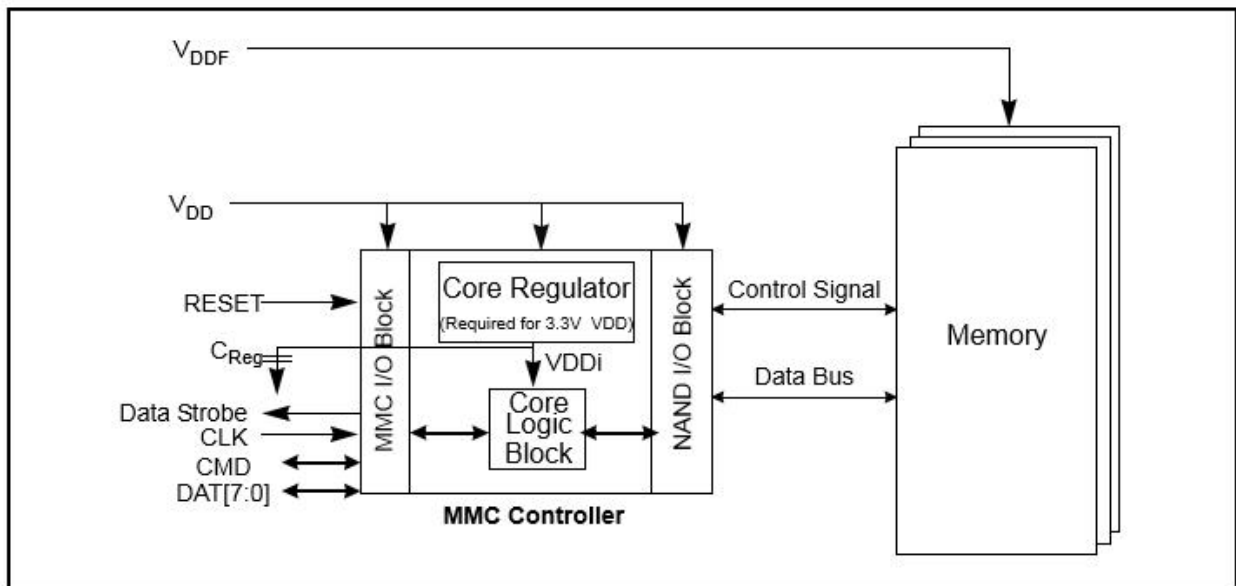 VDDF
VDD
RESET
CReg
Data Strobe
CLK
CMD
DAT[7:0]
MMC I/O Block
Core Regulator
(Required for 3.3V VDD)
VDDi
Core
Logic
Block
NAND I/O Block
MMC Controller
Control Signal
Data Bus
Memory